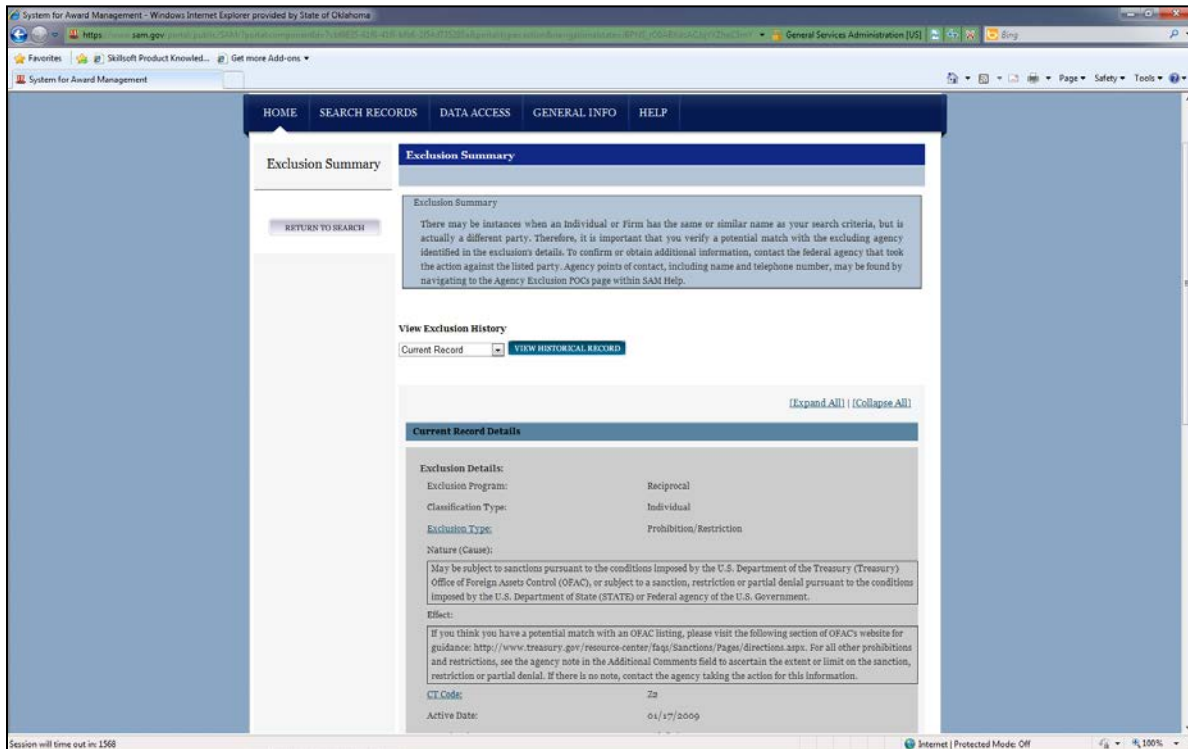 System for Award Management - Windows Internet Explorer provided by State of Oklahoma
https sam.gov
General Services Administration [US]
Bing
Favorites
Skillsoft Product Knowled...
Get more Add-ons
System for Award Management
Page Safety Tools
HOME SEARCH RECORDS DATA ACCESS GENERAL INFO HELP
Exclusion Summary
RETURN TO SEARCH
Exclusion Summary
Exclusion Summary
There may be instances when an Individual or Firm has the same or similar name as your search criteria, but is
actually a different party. Therefore, it is important that you verify a potential match with the excluding agency
identified in the exclusion's details. To confirm or obtain additional information, contact the federal agency that took
the action against the listed party. Agency points of contact, including name and telephone number, may be found by
navigating to the Agency Exclusion POCs page within SAM Help.
View Exclusion History
Current Record VIEW HISTORICAL RECORD
[Expand All] | [Collapse All]
Current Record Details
Exclusion Details:
Exclusion Program: Reciprocal
Classification Type: Individual
Exclusion Type: Prohibition/Restriction
Nature (Cause):
May be subject to sanctions pursuant to the conditions imposed by the U.S. Department of the Treasury (Treasury)
Office of Foreign Assets Control (OFAC), or subject to a sanction, restriction or partial denial pursuant to the conditions
imposed by the U.S. Department of State (STATE) or Federal agency of the U.S. Government.
Effect:
If you think you have a potential match with an OFAC listing, please visit the following section of OFAC's website for
guidance: http://www.treasury.gov/resource-center/faqs/Sanctions/Pages/directions.aspx. For all other prohibitions
and restrictions, see the agency note in the Additional Comments field to ascertain the extent or limit on the sanction,
restriction or partial denial. If there is no note, contact the agency taking the action for this information.
CT Code: Z2
Active Date: 01/17/2009
Session will time out in: 1568
Internet | Protected Mode: Off
100%